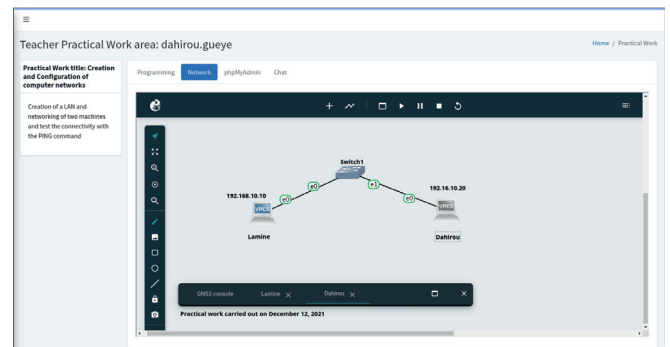 Teacher Practical Work area: dahirou.gueye
Home / Practical Work
Practical Work title: Creation
and Configuration of
computer networks
Creation of a LAN and
networking of two machines
and test the connectivity with
the PING command
Programming
Network
phpMyAdmin
Chat
Switch1
e0
e1
192.168.10.10
e0
VPCS
Lamine
192.16.10.20
e0
VPCS
Dahirou
GNS3 console
Lamine
Dahirou
Practical work carried out on December 12, 2021